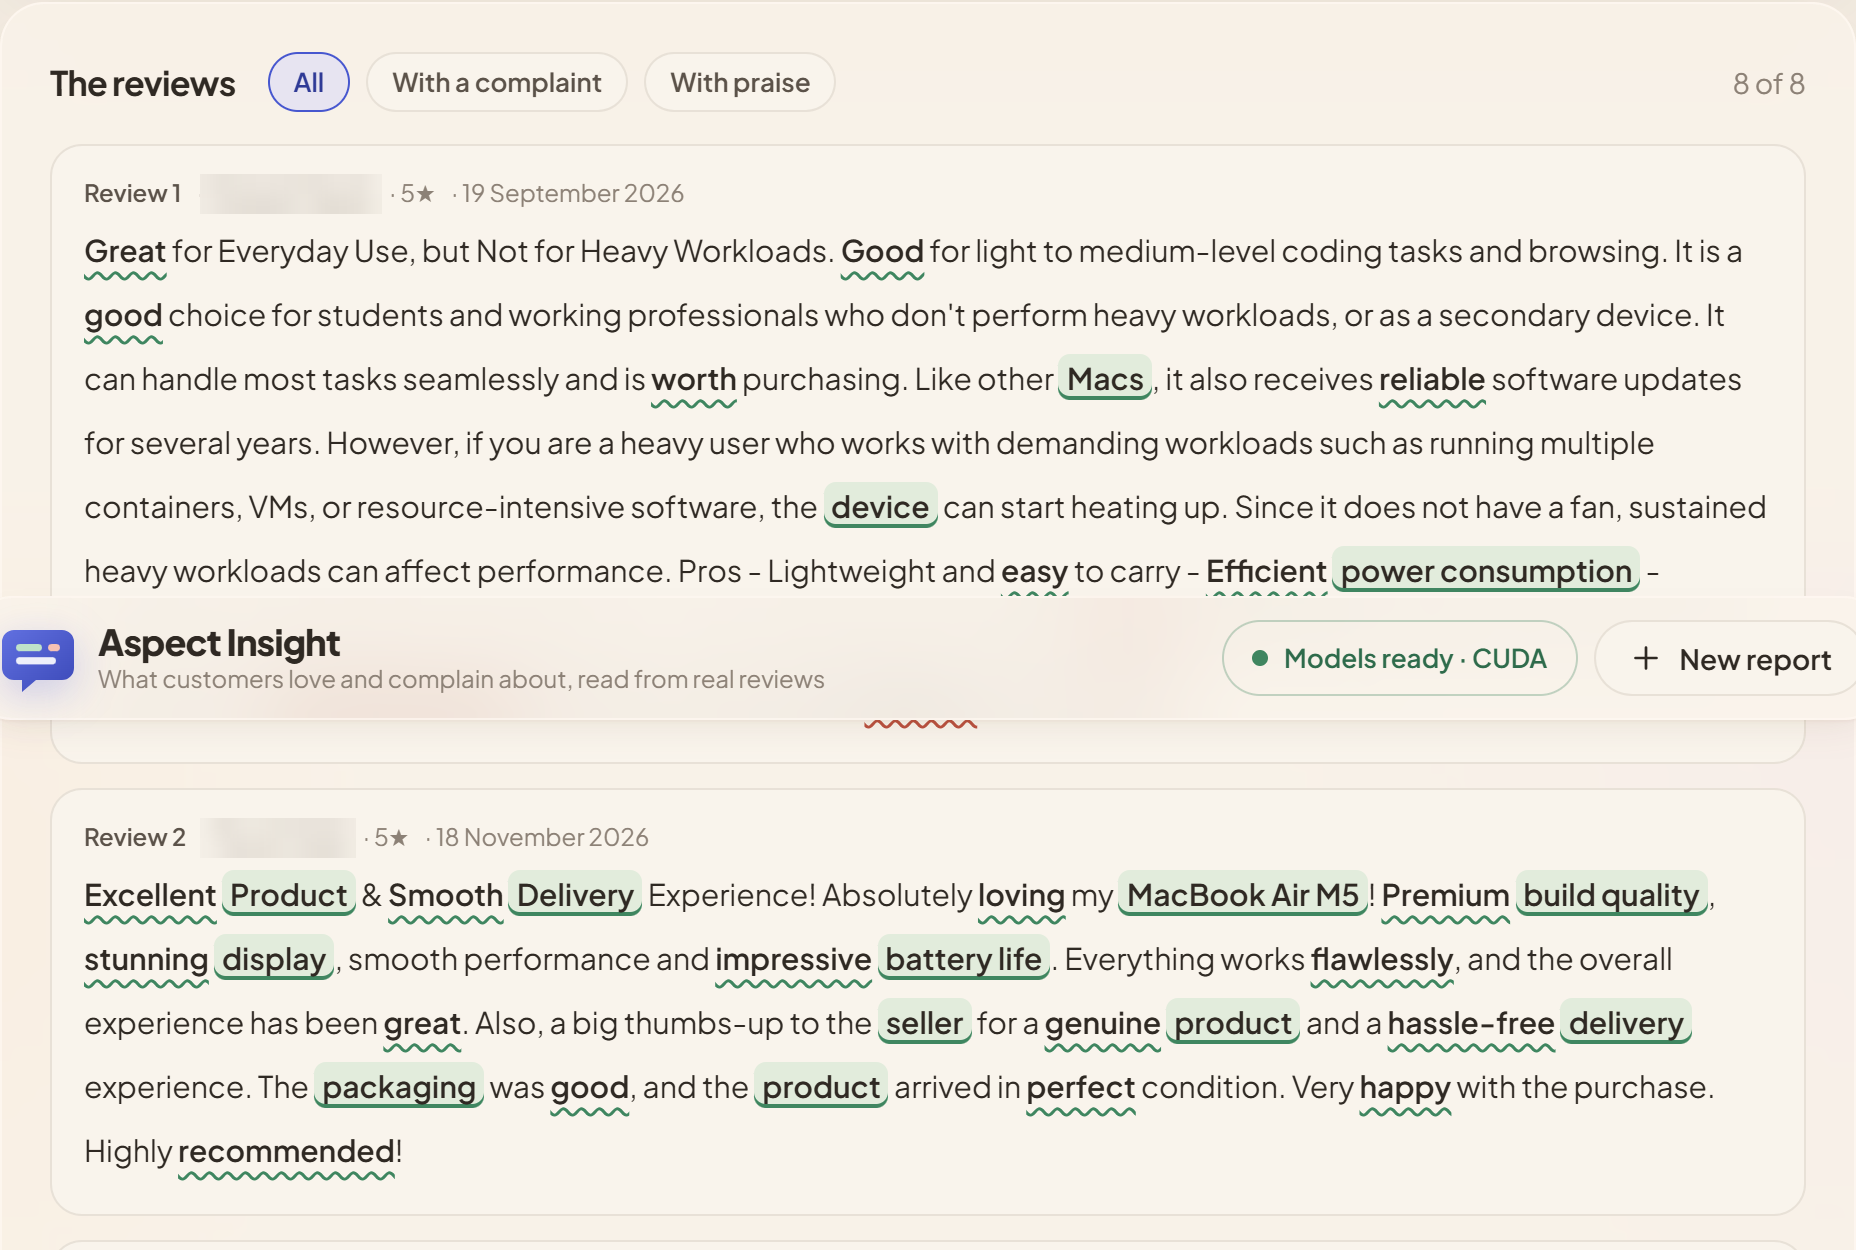 The reviews All With a complaint With praise 8 of 8
Review 1 · 5★ · 19 September 2026
Great for Everyday Use, but Not for Heavy Workloads. Good for light to medium-level coding tasks and browsing. It is a
good choice for students and working professionals who don't perform heavy workloads, or as a secondary device. It
can handle most tasks seamlessly and is worth purchasing. Like other Macs, it also receives reliable software updates
for several years. However, if you are a heavy user who works with demanding workloads such as running multiple
containers, VMs, or resource-intensive software, the device can start heating up. Since it does not have a fan, sustained
heavy workloads can affect performance. Pros - Lightweight and easy to carry - Efficient power consumption -
Aspect Insight
What customers love and complain about, read from real reviews
Models ready · CUDA
+ New report
Review 2 · 5★ · 18 November 2026
Excellent Product & Smooth Delivery Experience! Absolutely loving my MacBook Air M5! Premium build quality,
stunning display, smooth performance and impressive battery life. Everything works flawlessly, and the overall
experience has been great. Also, a big thumbs-up to the seller for a genuine product and a hassle-free delivery
experience. The packaging was good, and the product arrived in perfect condition. Very happy with the purchase.
Highly recommended!